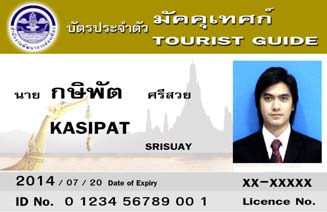 บัตรประจำตัว มัคคุเทศก์
TOURIST GUIDE
นาย กษิพัต ศรีสวย
KASIPAT
SRISUAY
2014 / 07 / 20 Date of Expiry XX-XXXXX
ID No. 0 1234 56789 00 1 Licence No.